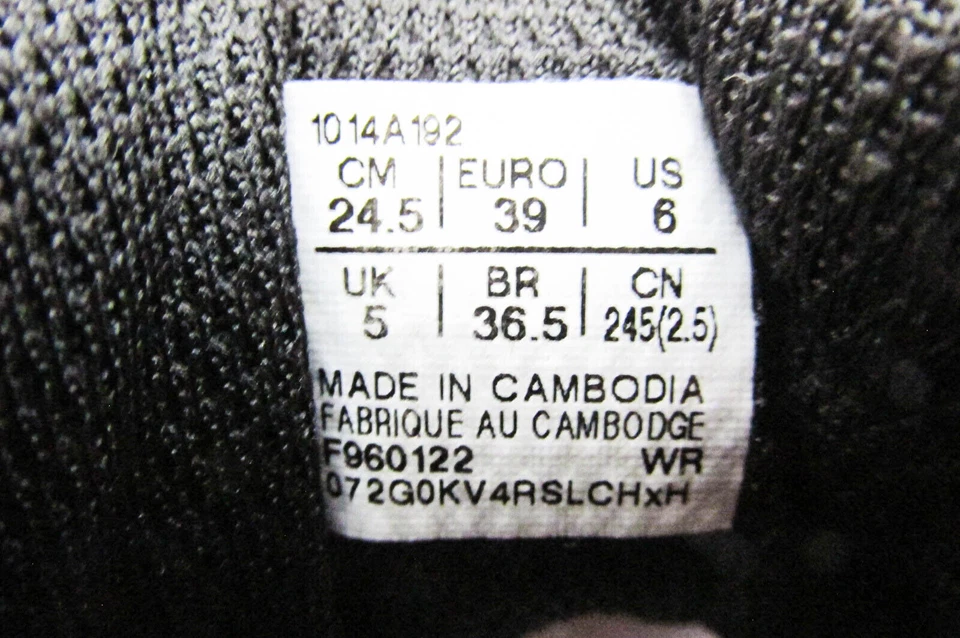 1014A192
CM | EURO | US
24.5 | 39 | 6
UK | BR | CN
5 | 36.5 | 245(2.5)
MADE IN CAMBODIA
FABRIQUE AU CAMBODGE
F960122 WR
072G0KV4RSLCHxH